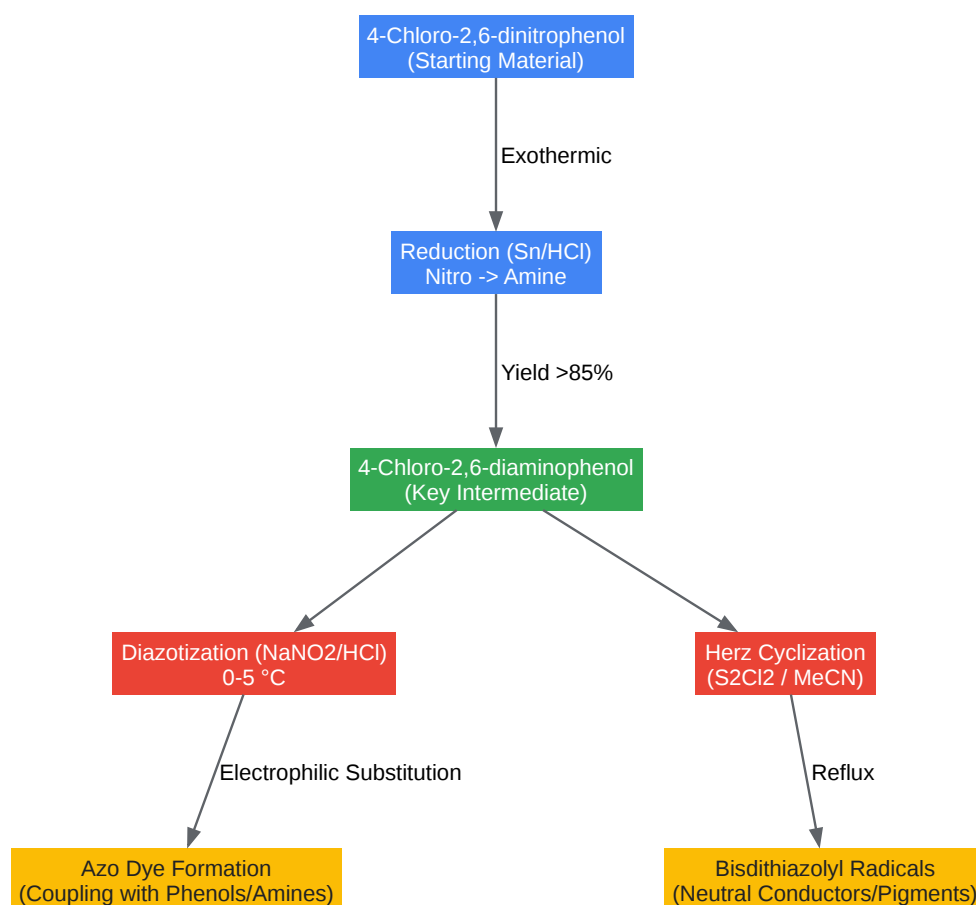 4-Chloro-2,6-dinitrophenol
(Starting Material)
Exothermic
Reduction (Sn/HCl)
Nitro -> Amine
Yield >85%
4-Chloro-2,6-diaminophenol
(Key Intermediate)
Diazotization (NaNO2/HCl)
0-5 °C
Herz Cyclization
(S2Cl2 / MeCN)
Electrophilic Substitution
Reflux
Azo Dye Formation
(Coupling with Phenols/Amines)
Bisdithiazolyl Radicals
(Neutral Conductors/Pigments)